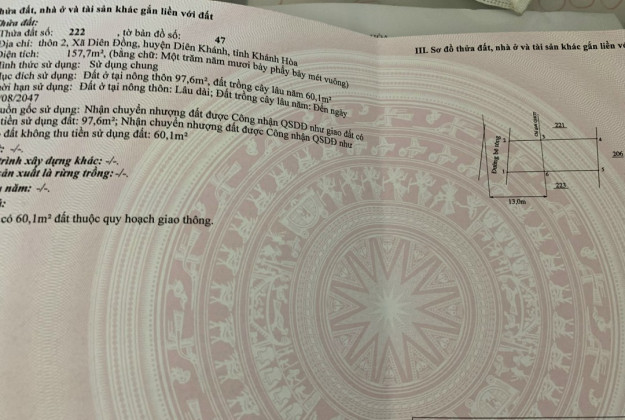 thửa đất, nhà ở và tài sản khác gắn liền với đất
Thửa đất:
Thửa đất số: 222 , tờ bản đồ số: 47
Địa chỉ: thôn 2, Xã Diên Đồng, huyện Diên Khánh, tỉnh Khánh Hòa
Diện tích: 157,7m², (bằng chữ: Một trăm năm mươi bảy phẩy bảy mét vuông)
Hình thức sử dụng: Sử dụng chung
Mục đích sử dụng: Đất ở tại nông thôn 97,6m², đất trồng cây lâu năm 60,1m²
hời hạn sử dụng: Đất ở tại nông thôn: Lâu dài; Đất trồng cây lâu năm: Đến ngày
/08/2047
uồn gốc sử dụng: Nhận chuyển nhượng đất được Công nhận QSDĐ như giao đất có
tiền sử dụng đất: 97,6m²; Nhận chuyển nhượng đất được Công nhận QSDĐ như
đất không thu tiền sử dụng đất: 60,1m²
: -/-.
trình xây dựng khác: -/-.
sản xuất là rừng trồng: -/-.
năm: -/-.
có 60,1m² đất thuộc quy hoạch giao thông.
III. Sơ đồ thửa đất, nhà ở và tài sản khác gắn liền v
221
2
3
4
Đường bê tông
206
1
6
5
223
13,0m